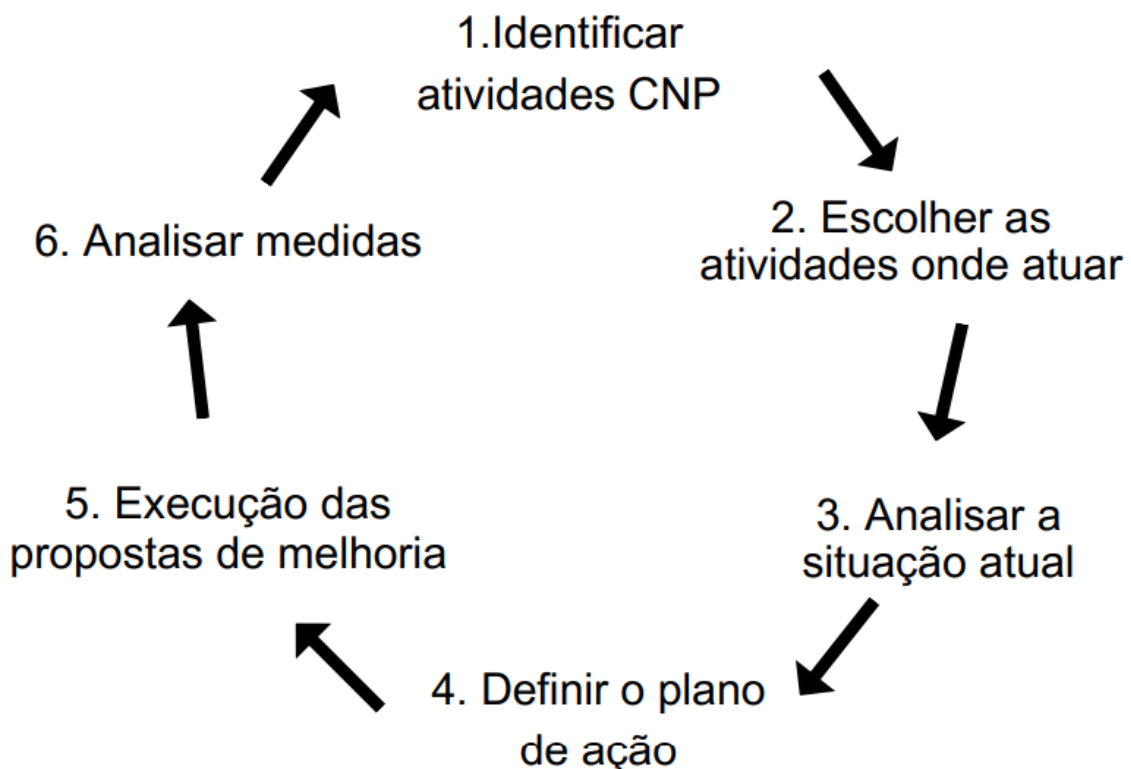 1.Identificar
atividades CNP
2. Escolher as
atividades onde atuar
3. Analisar a
situação atual
4. Definir o plano
de ação
5. Execução das
propostas de melhoria
6. Analisar medidas